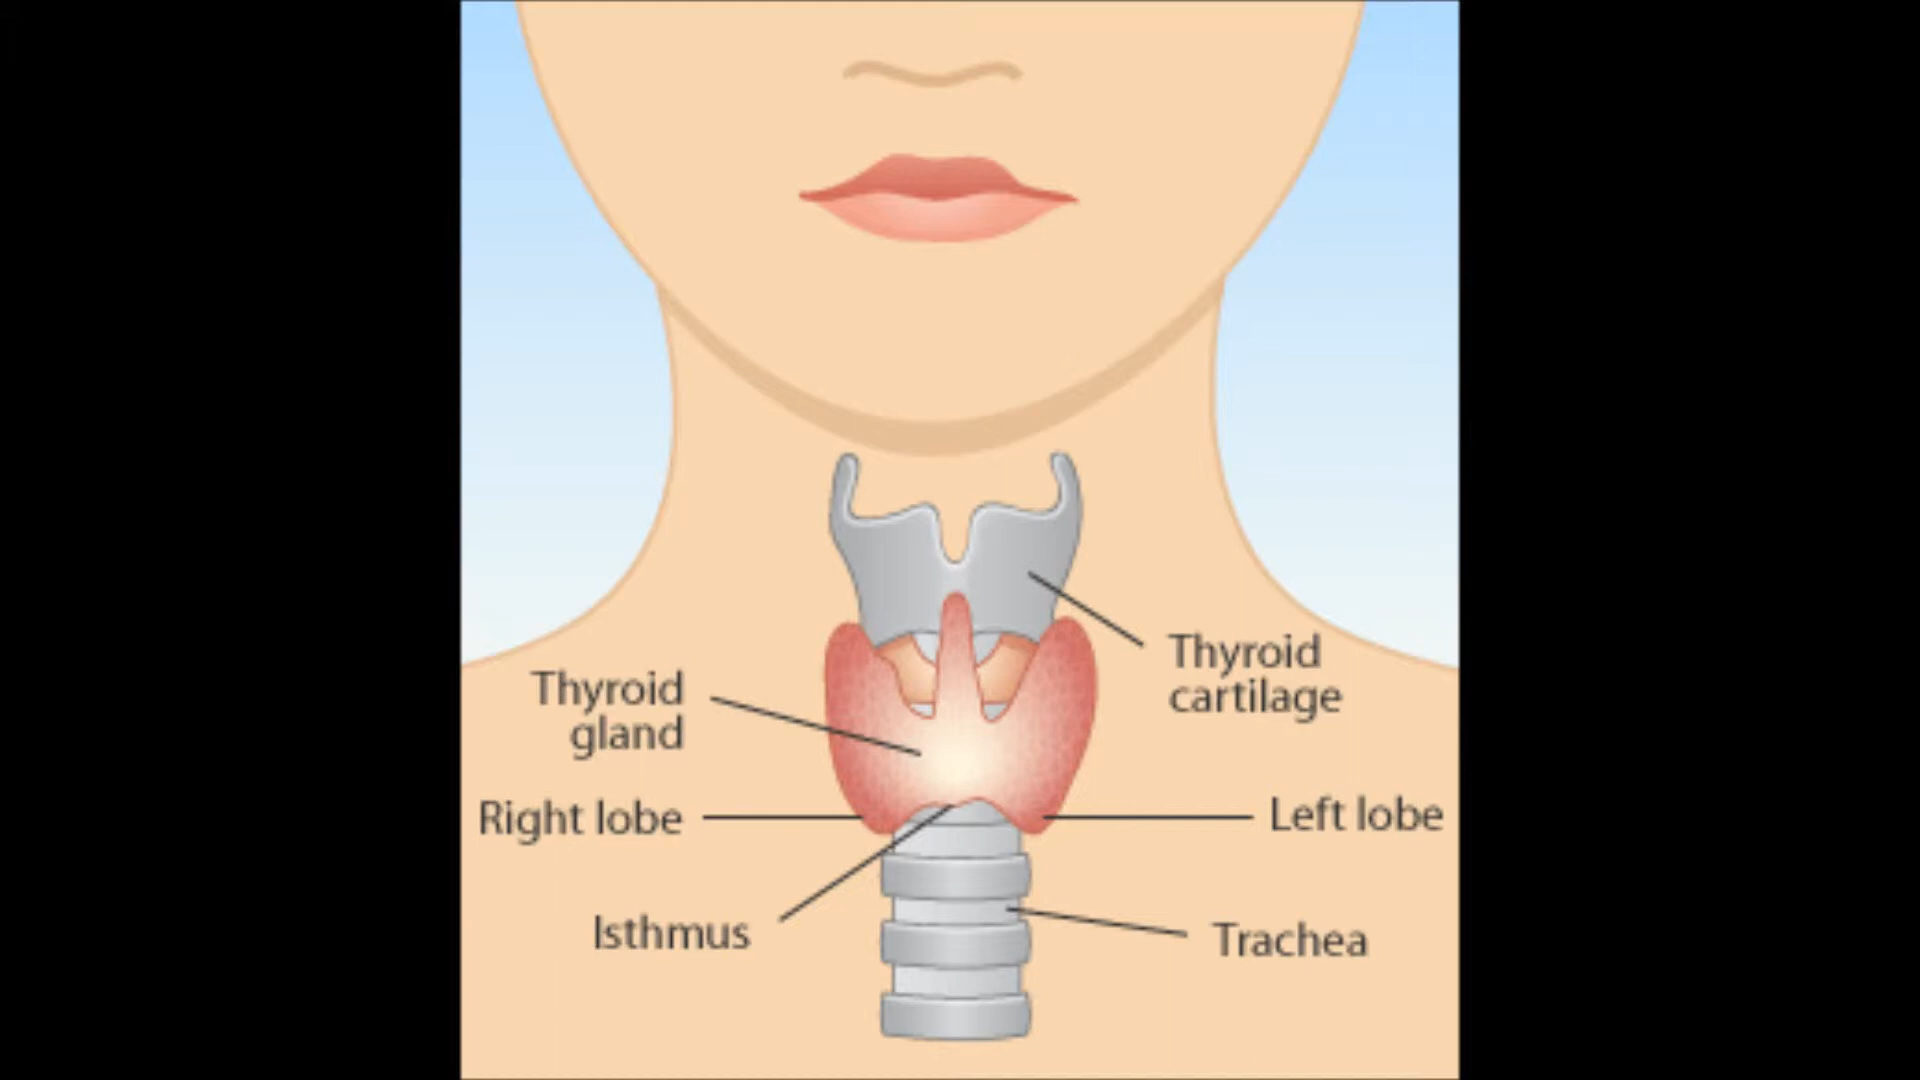 Thyroid
cartilage
Thyroid
gland
Right lobe
Left lobe
Isthmus
Trachea